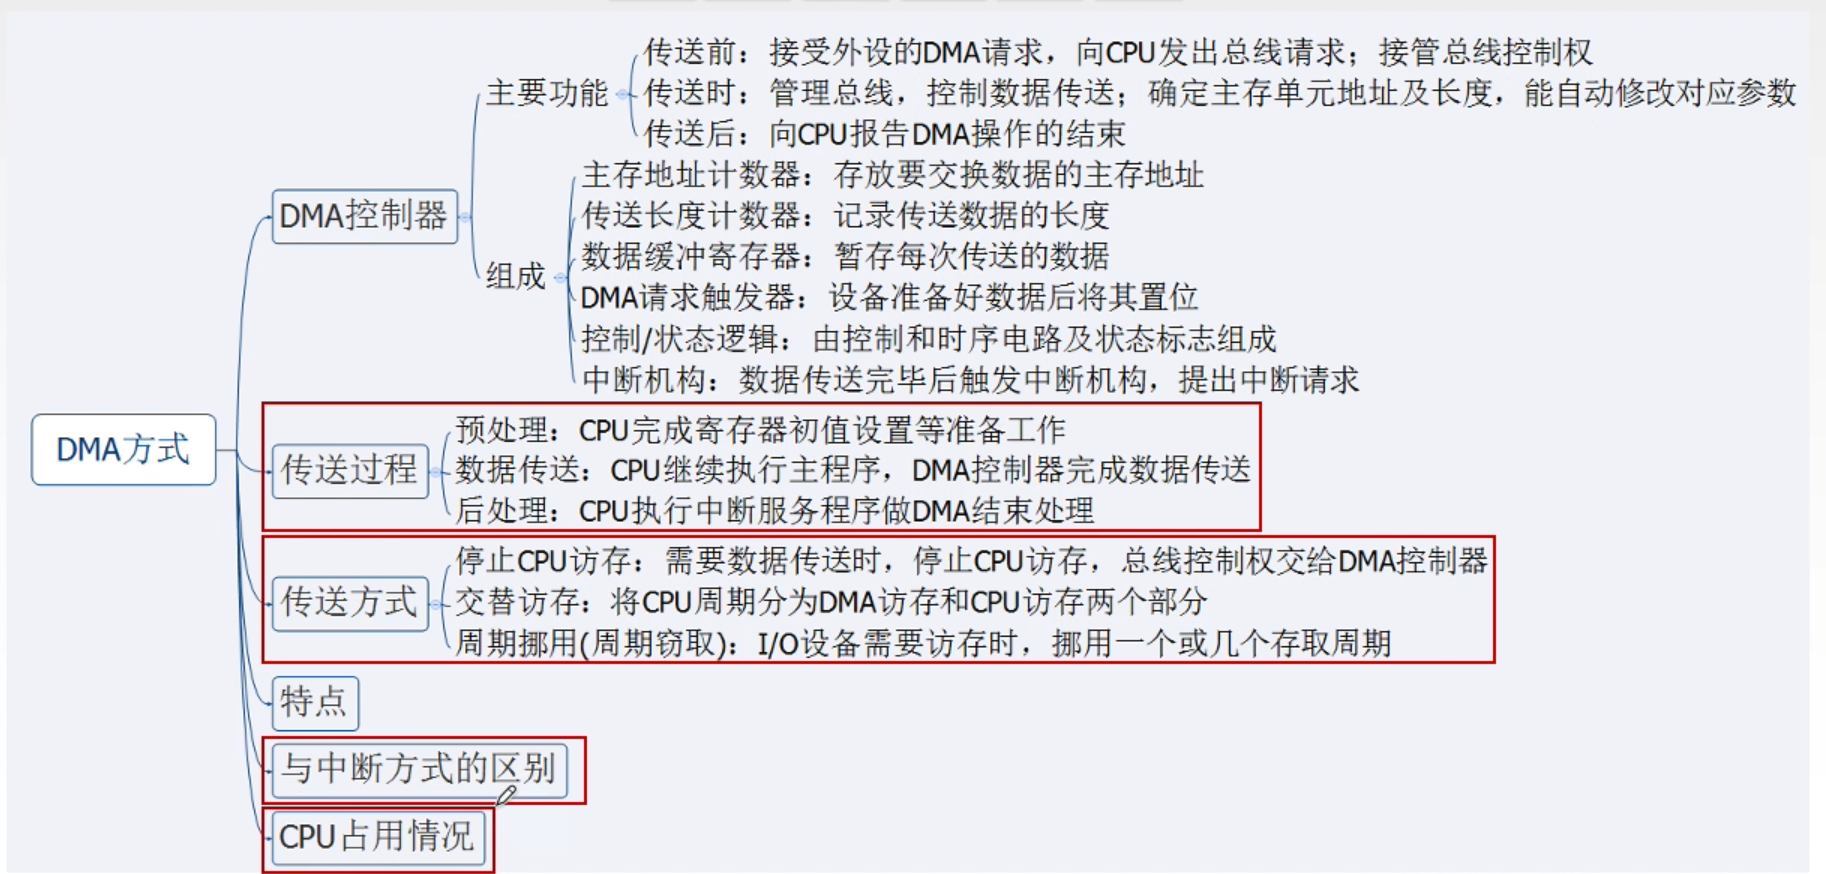 DMA方式
DMA控制器
主要功能
传送前：接受外设的DMA请求，向CPU发出总线请求；接管总线控制权
传送时：管理总线，控制数据传送；确定主存单元地址及长度，能自动修改对应参数
传送后：向CPU报告DMA操作的结束
组成
主存地址计数器：存放要交换数据的主存地址
传送长度计数器：记录传送数据的长度
数据缓冲寄存器：暂存每次传送的数据
DMA请求触发器：设备准备好数据后将其置位
控制/状态逻辑：由控制和时序电路及状态标志组成
中断机构：数据传送完毕后触发中断机构，提出中断请求
传送过程
预处理：CPU完成寄存器初值设置等准备工作
数据传送：CPU继续执行主程序，DMA控制器完成数据传送
后处理：CPU执行中断服务程序做DMA结束处理
传送方式
停止CPU访存：需要数据传送时，停止CPU访存，总线控制权交给DMA控制器
交替访存：将CPU周期分为DMA访存和CPU访存两个部分
周期挪用(周期窃取)：I/O设备需要访存时，挪用一个或几个存取周期
特点
与中断方式的区别
CPU占用情况